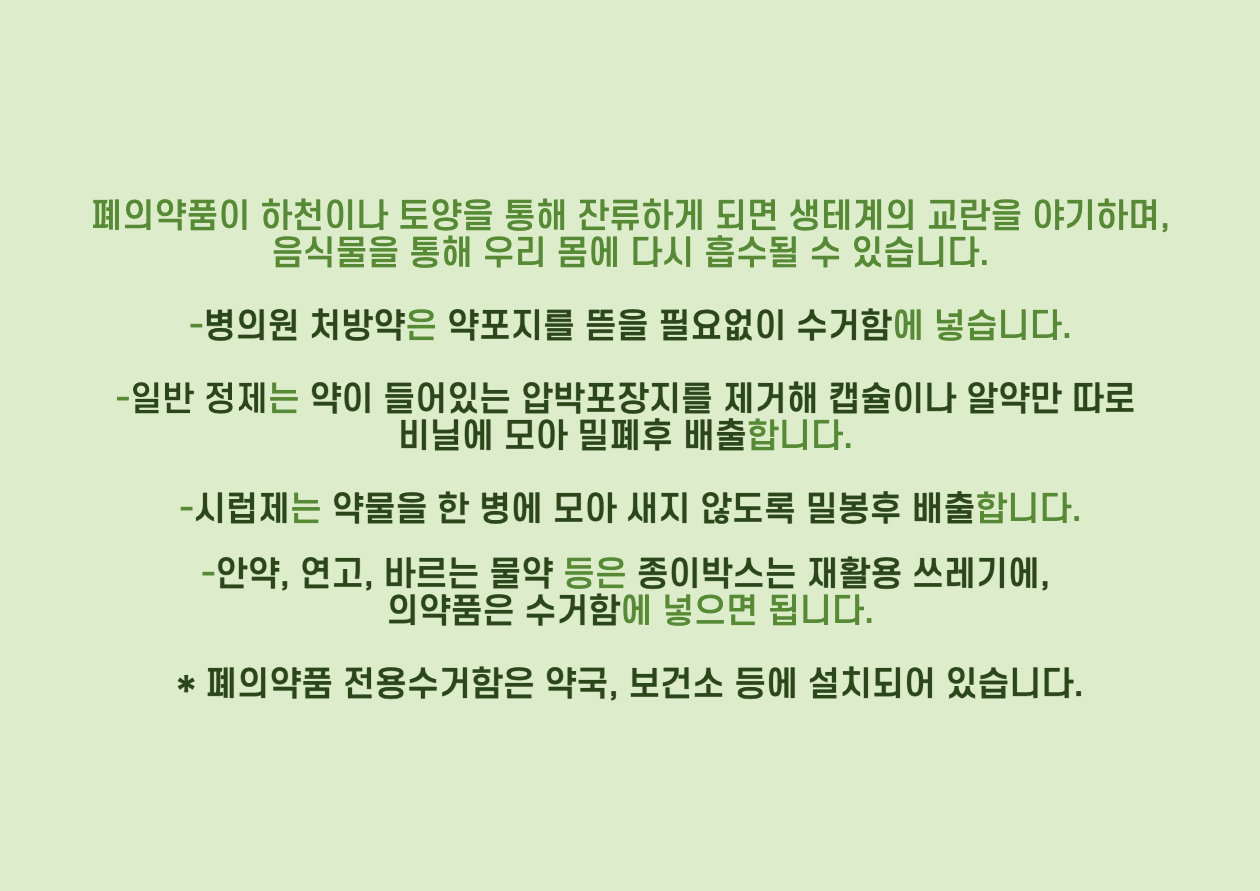 폐의약품이 하천이나 토양을 통해 잔류하게 되면 생테계의 교란을 야기하며,
음식물을 통해 우리 몸에 다시 흡수될 수 있습니다.
-병의원 처방약은 약포지를 뜯을 필요없이 수거함에 넣습니다.
-일반 정제는 약이 들어있는 압박포장지를 제거해 캡슐이나 알약만 따로
비닐에 모아 밀폐후 배출합니다.
-시럽제는 약물을 한 병에 모아 새지 않도록 밀봉후 배출합니다.
-안약, 연고, 바르는 물약 등은 종이박스는 재활용 쓰레기에,
의약품은 수거함에 넣으면 됩니다.
* 폐의약품 전용수거함은 약국, 보건소 등에 설치되어 있습니다.